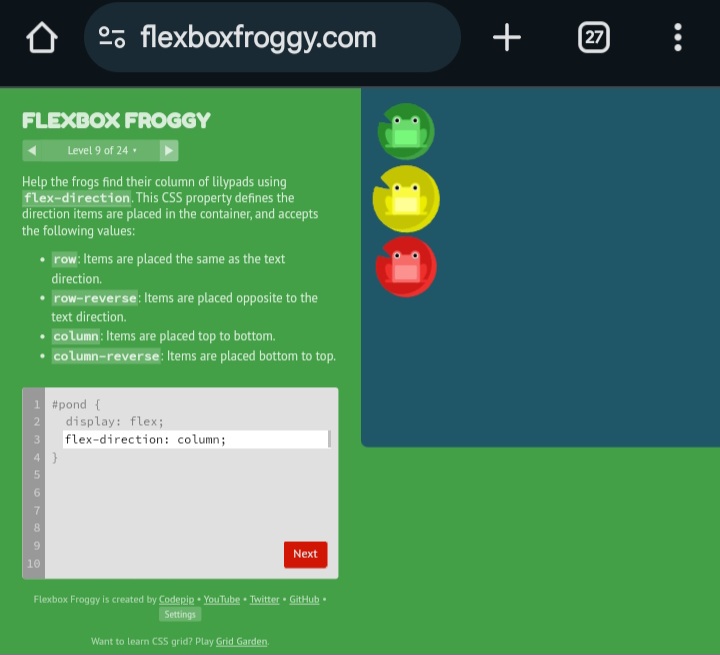 flexboxfroggy.com
27
FLEXBOX FROGGY
Level 9 of 24
Help the frogs find their column of lilypads using
flex-direction. This CSS property defines the
direction items are placed in the container, and accepts
the following values:
• row: Items are placed the same as the text
direction.
• row-reverse: Items are placed opposite to the
text direction.
• column: Items are placed top to bottom.
• column-reverse: Items are placed bottom to top.
1 #pond {
2 display: flex;
3 flex-direction: column;
4 }
5
6
7
8
9
10
Next
Flexbox Froggy is created by Codepip • YouTube • Twitter • GitHub •
Settings
Want to learn CSS grid? Play Grid Garden.